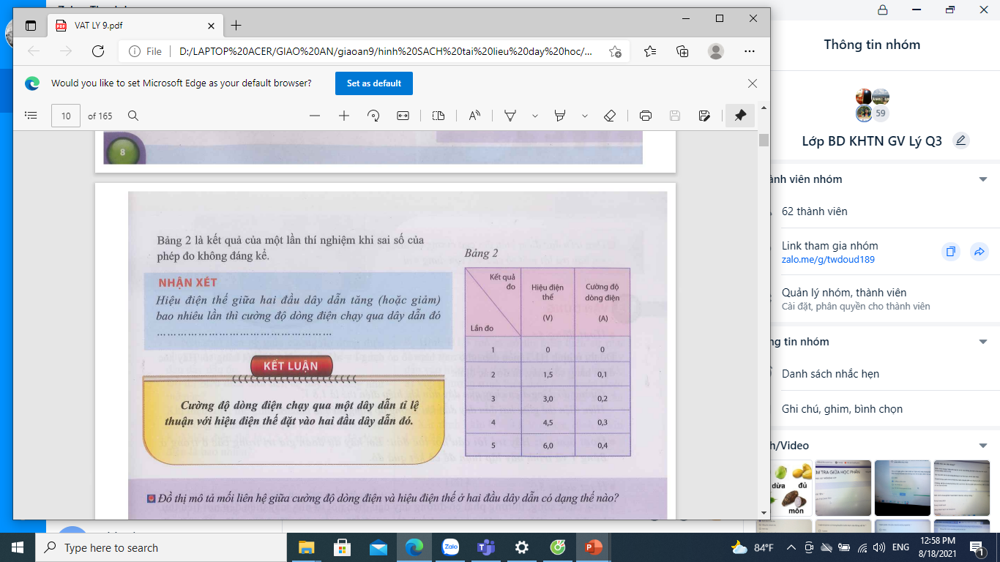 VAT LY 9.pdf
File
D:/LAPTOP%20ACER/GIAO%20AN/giaoan9/hinh%20SACH%20tai%20lieu%20day%20hoc/...
Would you like to set Microsoft Edge as your default browser?
Set as default
10 of 165
8
Bảng 2 là kết quả của một lần thí nghiệm khi sai số của
phép đo không đáng kể.
NHẬN XÉT
Hiệu điện thế giữa hai đầu dây dẫn tăng (hoặc giảm)
bao nhiêu lần thì cường độ dòng điện chạy qua dây dẫn đó
................................................
KẾT LUẬN
Cường độ dòng điện chạy qua một dây dẫn tỉ lệ
thuận với hiệu điện thế đặt vào hai đầu dây dẫn đó.
Bảng 2
Kết quả
đo
Lần đo
Hiệu điện
thế
(V)
Cường độ
dòng điện
(A)
1 0 0
2 1,5 0,1
3 3,0 0,2
4 4,5 0,3
5 6,0 0,4
Đồ thị mô tả mối liên hệ giữa cường độ dòng điện và hiệu điện thế ở hai đầu dây dẫn có dạng thế nào?
Thông tin nhóm
59
Lớp BD KHTN GV Lý Q3
ành viên nhóm
62 thành viên
Link tham gia nhóm
zalo.me/g/twdoud189
Quản lý nhóm, thành viên
Cài đặt, phân quyền cho thành viên
ng tin nhóm
Danh sách nhắc hẹn
Ghi chú, ghim, bình chọn
h/Video
dừa
đủ
môn
Type here to search
Zalo
84°F
ENG
12:58 PM
8/18/2021
1